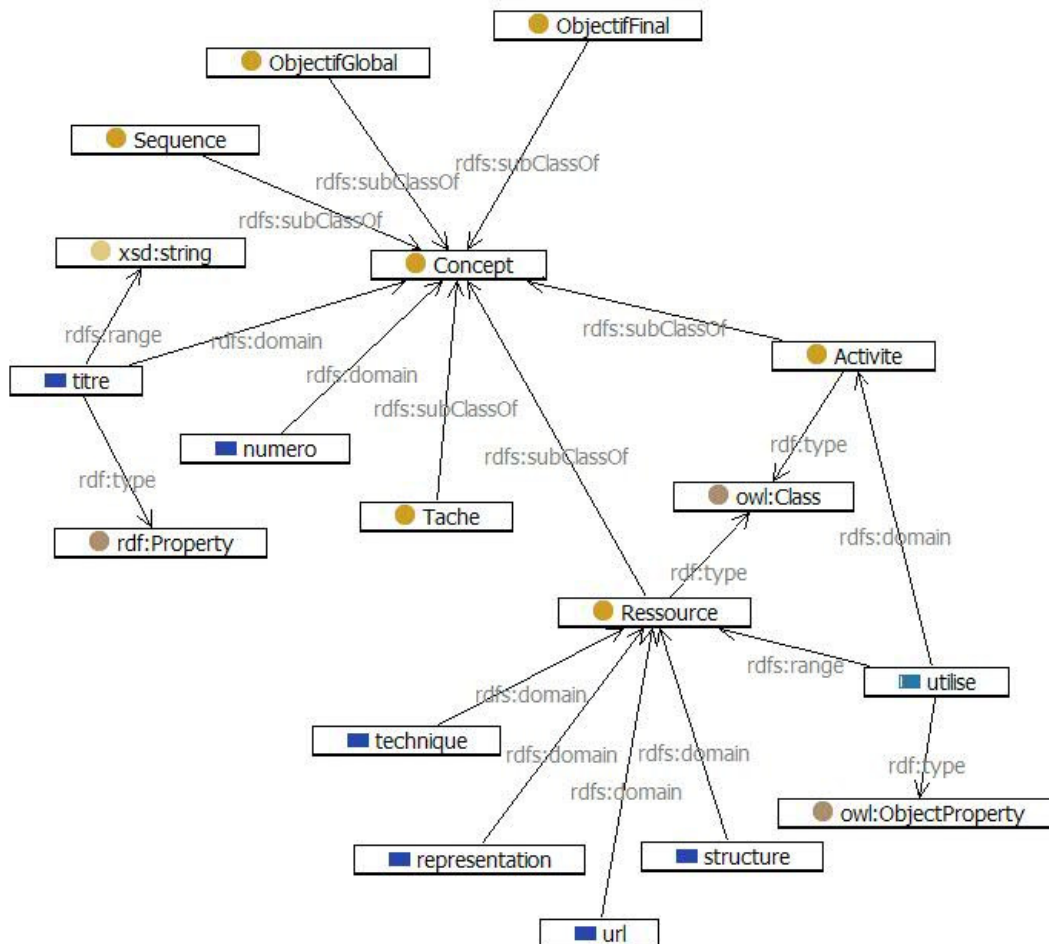 ObjectifFinal
ObjectifGlobal
Sequence
rdfs:subClassOf
rdfs:subClassOf
rdfs:subClassOf
xsd:string
Concept
rdfs:range
rdfs:domain
rdfs:subClassOf
Activite
titre
rdfs:domain
rdfs:subClassOf
numero
rdf:type
rdfs:subClassOf
rdf:type
owl:Class
Tache
rdf:Property
rdfs:domain
rdf:type
Ressource
rdfs:range
utilise
rdfs:domain
technique
rdfs:domain
rdfs:domain
rdf:type
rdfs:domain
owl:ObjectProperty
representation
structure
url